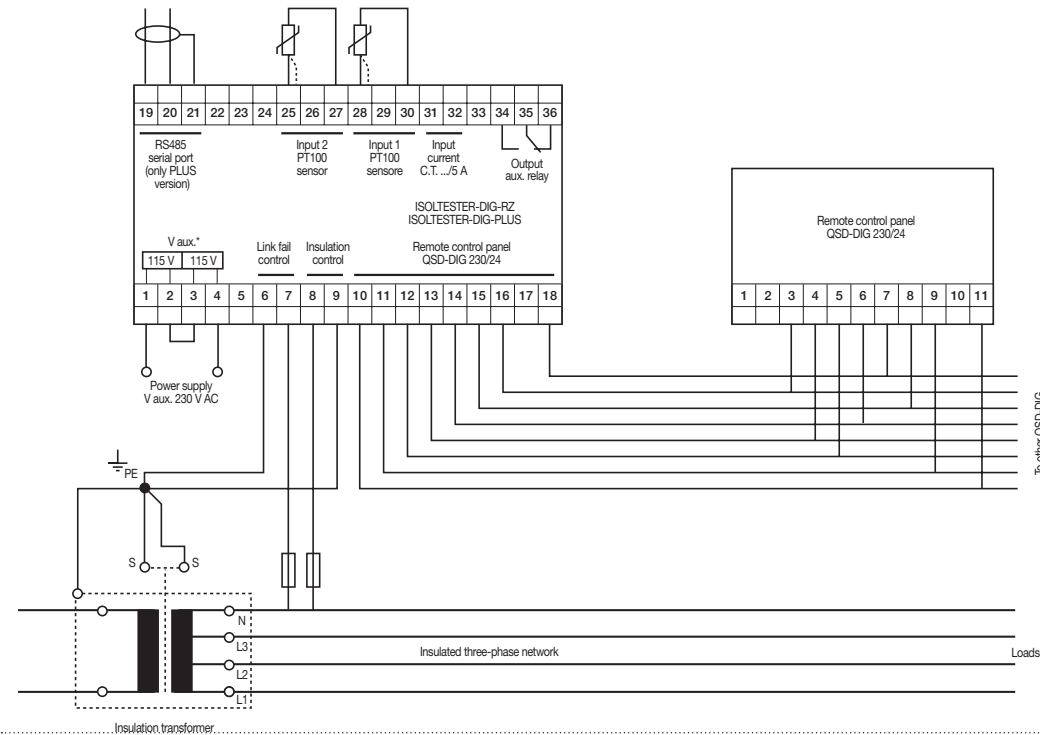 19 20 21 22 23 24 25 26 27 28 29 30 31 32 33 34 35 36
RS485
serial port
(only PLUS
version)
Input 2
PT100
sensor
Input 1
PT100
sensore
Input
current
C.T. .../5 A
Output
aux. relay
ISOLTESTER-DIG-RZ
ISOLTESTER-DIG-PLUS
V aux.*
115 V 115 V
Link fail
control
Insulation
control
Remote control panel
QSD-DIG 230/24
1 2 3 4 5 6 7 8 9 10 11 12 13 14 15 16 17 18
Power supply
V aux. 230 V AC
Remote control panel
QSD-DIG 230/24
1 2 3 4 5 6 7 8 9 10 11
To other QSD-DIG
PE
S S
N
L3
L2
L1
Insulated three-phase network
Loads
Insulation transformer